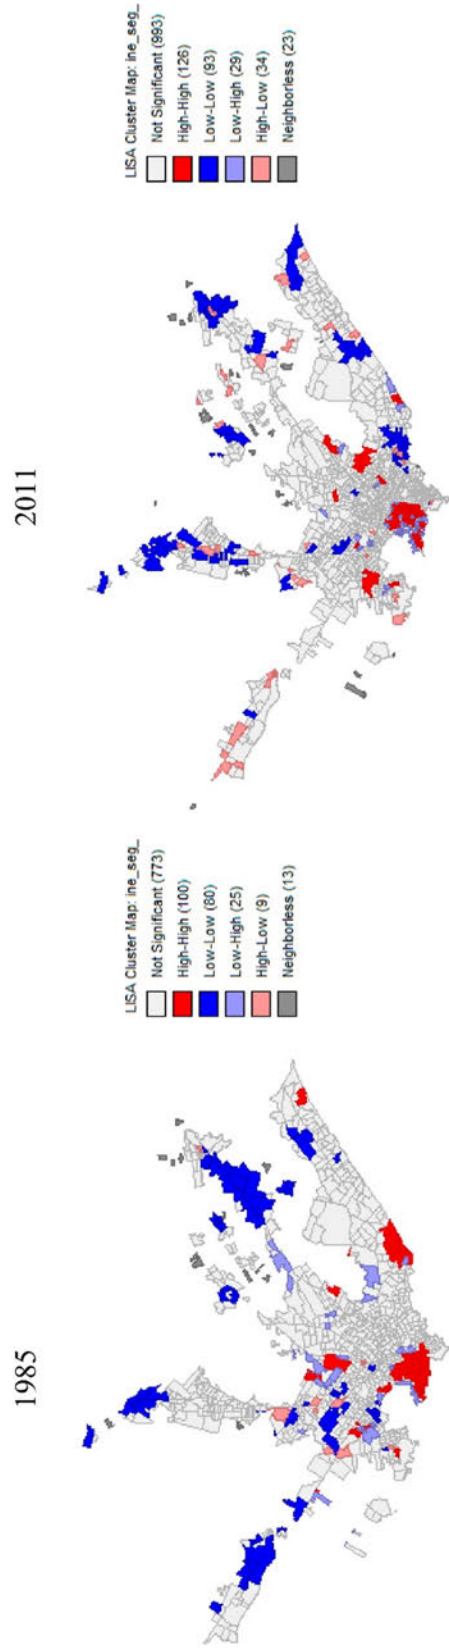 1985
LISA Cluster Map: ine_seg_
Not Significant (773)
High-High (100)
Low-Low (80)
Low-High (25)
High-Low (9)
Neighborless (13)
2011
LISA Cluster Map: ine_seg_
Not Significant (993)
High-High (126)
Low-Low (93)
Low-High (29)
High-Low (34)
Neighborless (23)